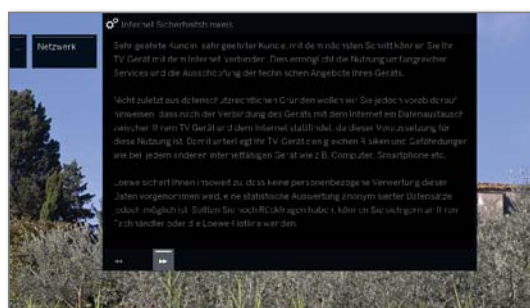 Internet Sicherheitshinweis
... Netzwerk
Sehr geehrte Kundin, sehr geehrter Kunde, mit dem nächsten Schritt können Sie Ihr
TV Gerät mit dem Internet verbinden. Dies ermöglicht die Nutzung umfangreicher
Services und die Ausschöpfung der technischen Angebote Ihres Geräts.
Nicht zuletzt aus datenschutzrechtlichen Gründen wollen wir Sie jedoch vorab darauf
hinweisen, dass nach der Verbindung des Geräts mit dem Internet ein Datenaustausch
zwischen Ihrem TV Gerät und dem Internet stattfindet, da dieser Voraussetzung für
diese Nutzung ist. Damit unterliegt Ihr TV Gerät den gleichen Risiken und Gefährdungen
wie bei jedem anderen internetfähigen Gerät wie z.B. Computer, Smartphone etc.
Loewe sichert Ihnen insoweit zu, dass keine personenbezogene Verwertung dieser
Daten vorgenommen wird, eine statistische Auswertung anonymisierter Datensätze
jedoch möglich ist. Sollten Sie noch Rückfragen haben, können Sie sich gern an Ihren
Fachhändler oder die Loewe-Hotline wenden.